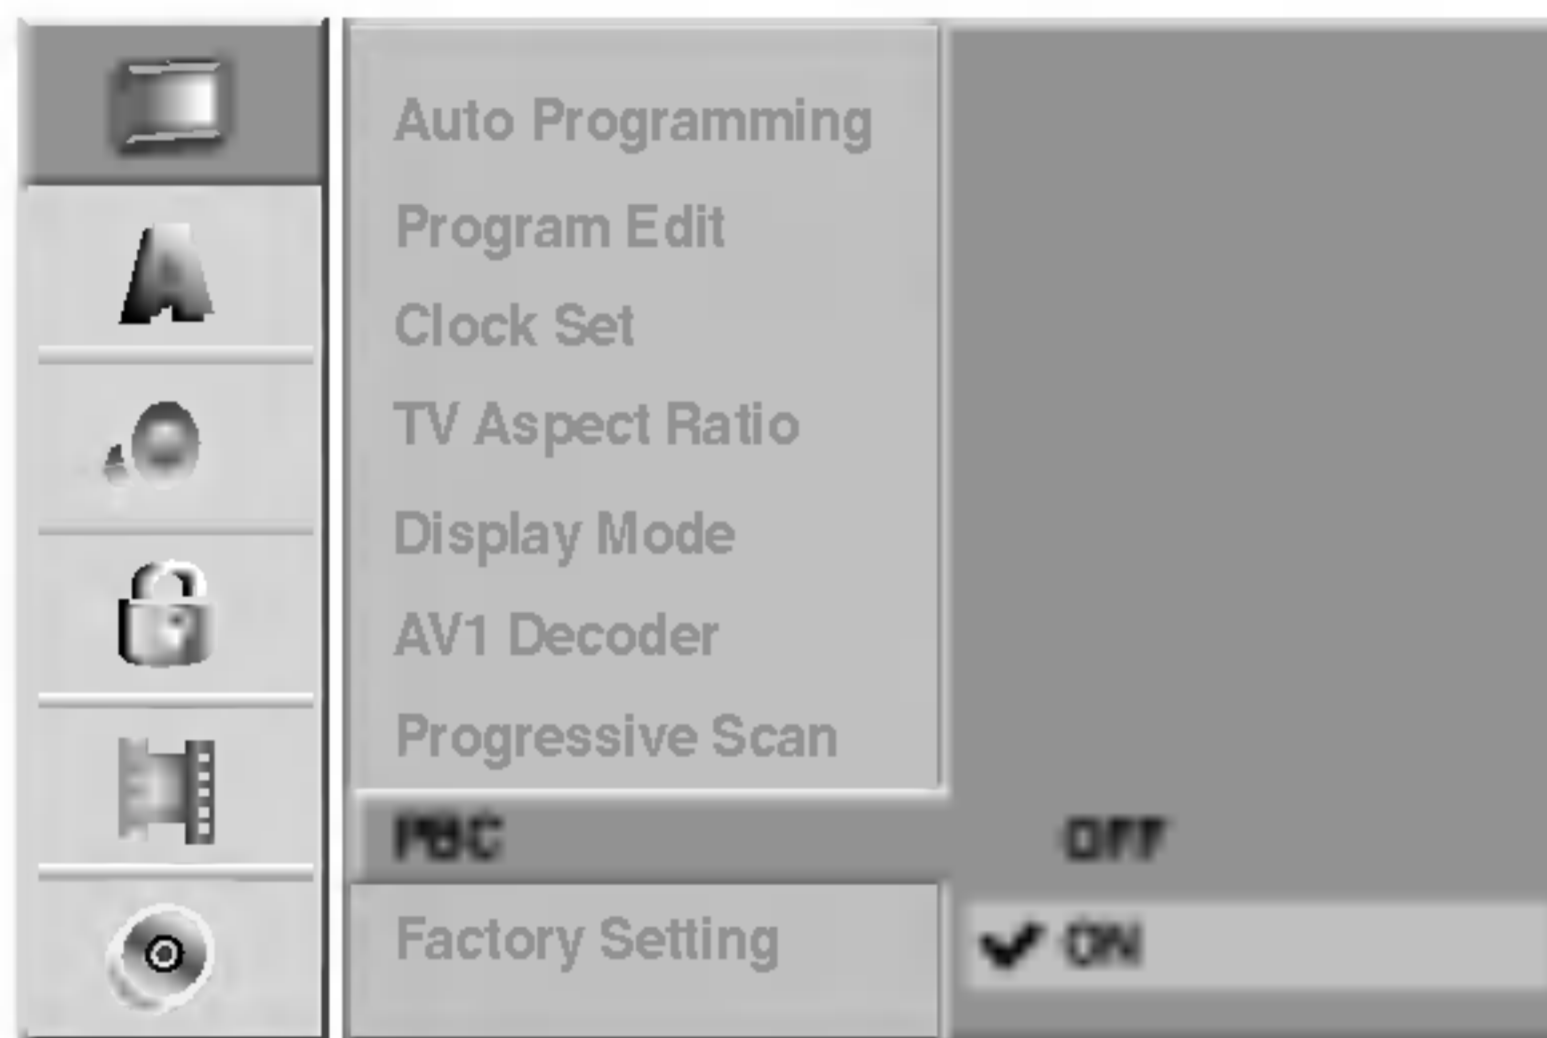 Auto Programming
Program Edit
Clock Set
TV Aspect Ratio
Display Mode
AV1 Decoder
Progressive Scan
PBC OFF
Factory Setting ON